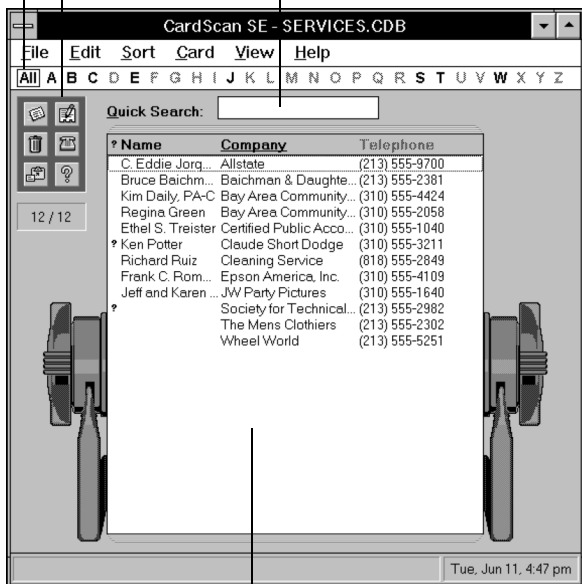 CardScan SE - SERVICES.CDB
File Edit Sort Card View Help
All A B C D E F G H I J K L M N O P Q R S T U V W X Y Z
Quick Search:
? Name Company Telephone
C. Eddie Jorq... Allstate (213) 555-9700
Bruce Baichm... Baichman & Daughte... (213) 555-2381
Kim Daily, PA-C Bay Area Community... (310) 555-4424
Regina Green Bay Area Community... (310) 555-2058
Ethel S. Treister Certified Public Acco... (310) 555-1040
? Ken Potter Claude Short Dodge (310) 555-3211
Richard Ruiz Cleaning Service (818) 555-2849
Frank C. Rom... Epson America, Inc. (310) 555-4109
Jeff and Karen ... JW Party Pictures (310) 555-1640
? Society for Technical... (213) 555-2982
The Mens Clothiers (213) 555-2302
Wheel World (213) 555-5251
12 / 12
Tue, Jun 11, 4:47 pm